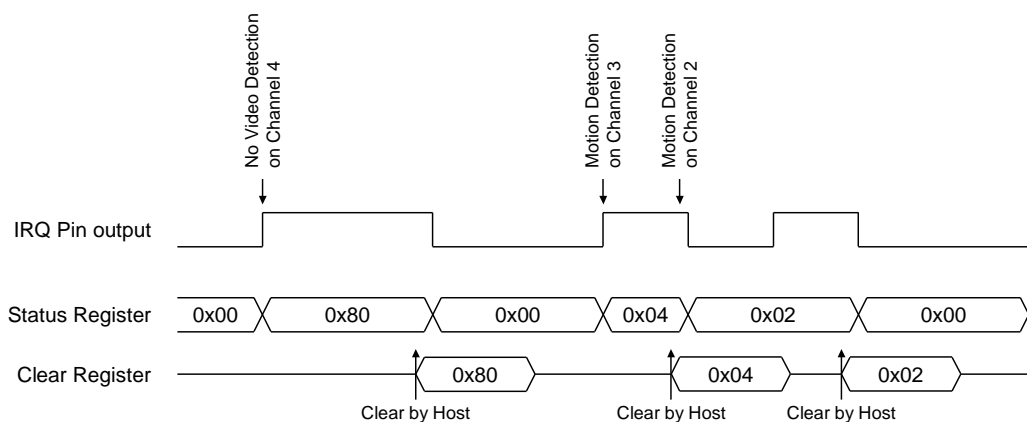 No Video Detection
on Channel 4
Motion Detection
on Channel 3
Motion Detection
on Channel 2
IRQ Pin output
Status Register
0x00
0x80
0x00
0x04
0x02
0x00
Clear Register
0x80
0x04
0x02
Clear by Host
Clear by Host
Clear by Host